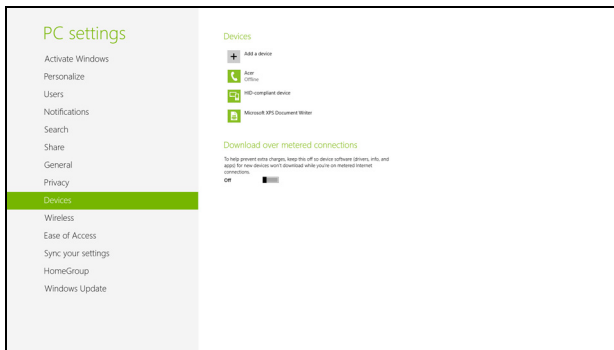 PC settings
Activate Windows
Personalize
Users
Notifications
Search
Share
General
Privacy
Devices
Wireless
Ease of Access
Sync your settings
HomeGroup
Windows Update
Devices
Add a device
Acer
Offline
HID-compliant device
Microsoft XPS Document Writer
Download over metered connections
To help prevent extra charges, keep this off so device software (drivers, info, and
apps) for new devices won't download while you're on metered Internet
connections.
Off